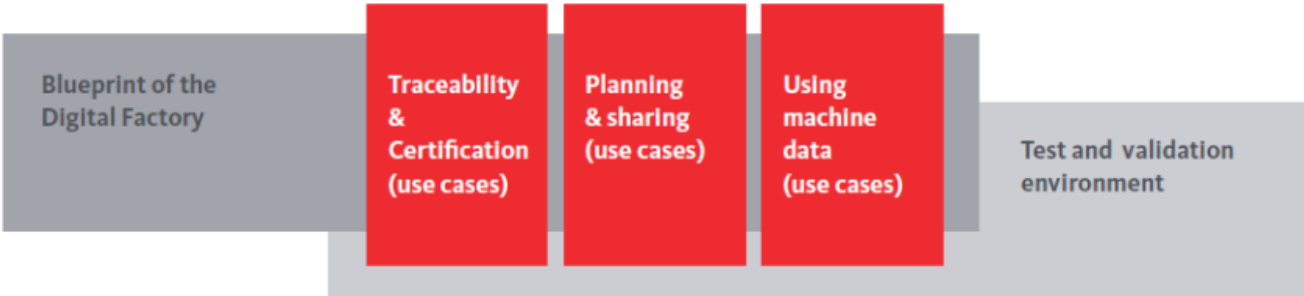 Blueprint of the
Digital Factory
Traceability
&
Certification
(use cases)
Planning
& sharing
(use cases)
Using
machine
data
(use cases)
Test and validation
environment